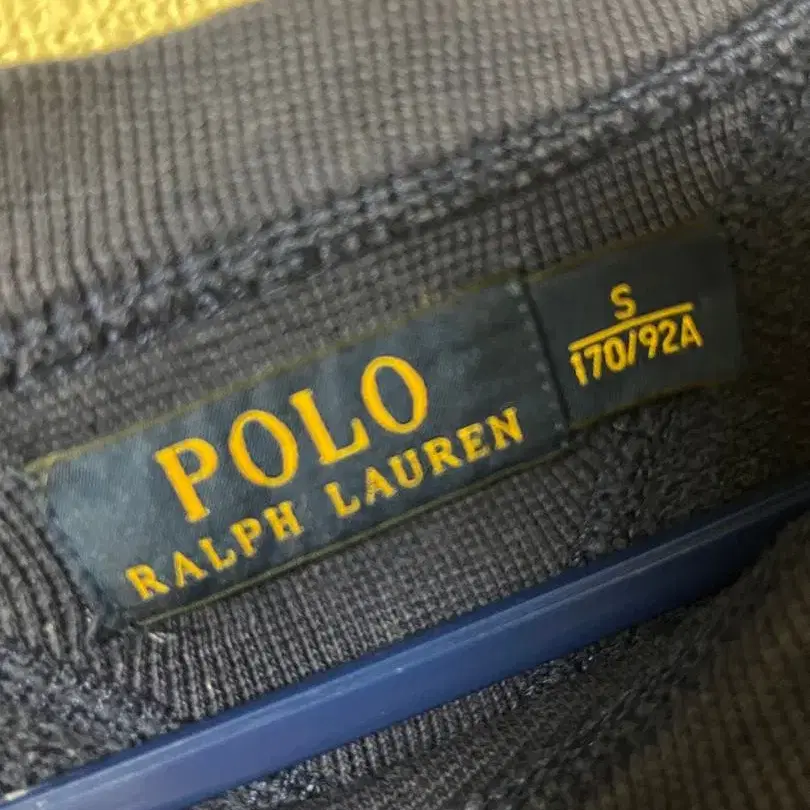 POLO
RALPH LAUREN
S
170/92A